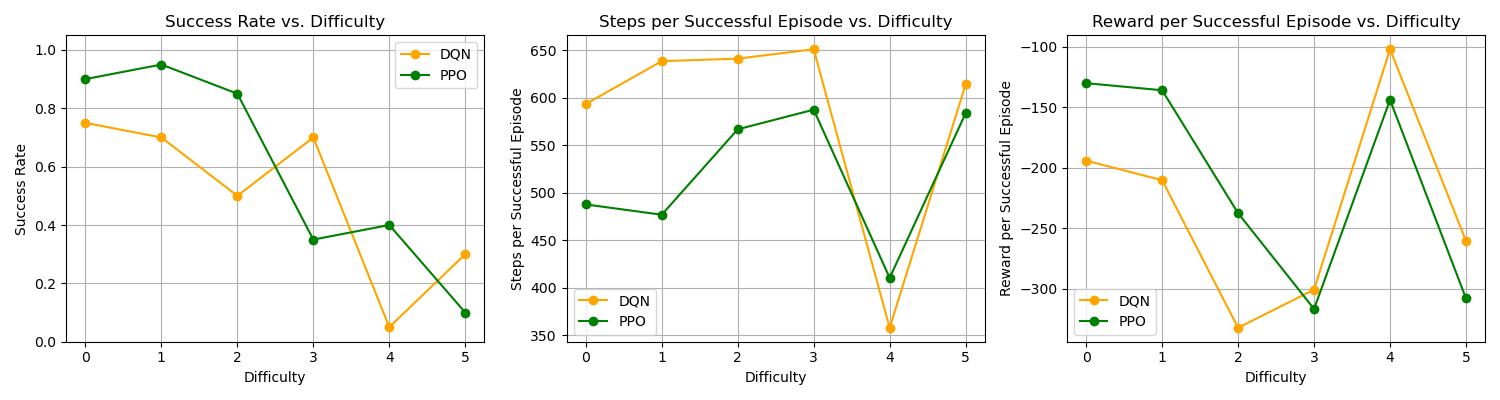 Success Rate vs. Difficulty
1.0
0.8
0.6
0.4
0.2
0.0
Success Rate
0 1 2 3 4 5
Difficulty
DQN
PPO
Steps per Successful Episode vs. Difficulty
650
600
550
500
450
400
350
Steps per Successful Episode
0 1 2 3 4 5
Difficulty
DQN
PPO
Reward per Successful Episode vs. Difficulty
−100
−150
−200
−250
−300
Reward per Successful Episode
0 1 2 3 4 5
Difficulty
DQN
PPO